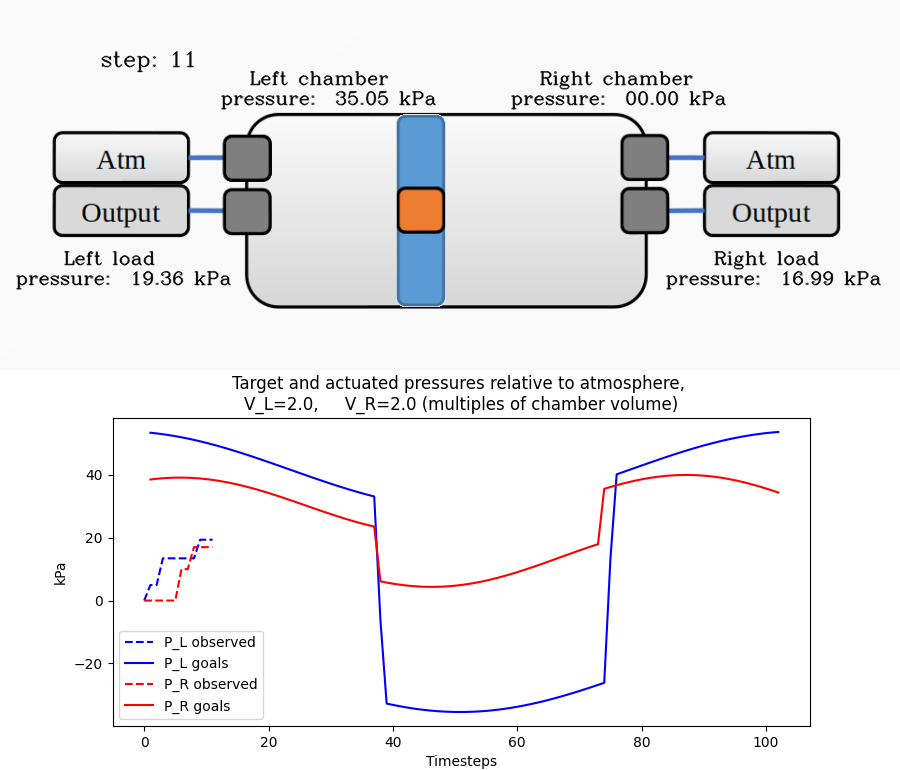 step: 11
Left chamber
pressure: 35.05 kPa
Right chamber
pressure: 00.00 kPa
Atm
Output
Atm
Output
Left load
pressure: 19.36 kPa
Right load
pressure: 16.99 kPa
Target and actuated pressures relative to atmosphere,
V_L=2.0, V_R=2.0 (multiples of chamber volume)
kPa
40
20
0
−20
P_L observed
P_L goals
P_R observed
P_R goals
0 20 40 60 80 100
Timesteps